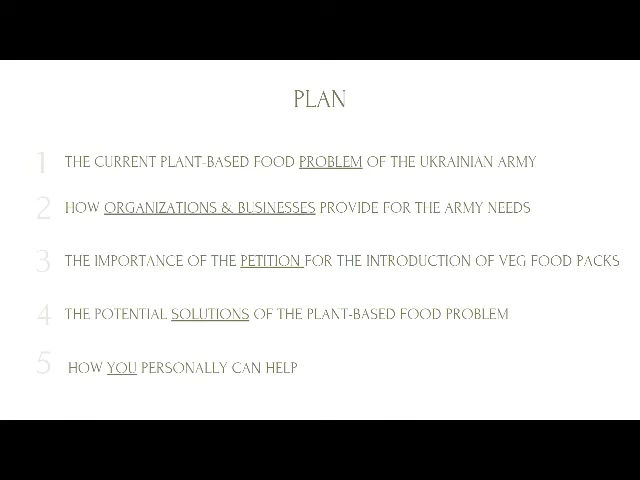 PLAN
1 THE CURRENT PLANT-BASED FOOD PROBLEM OF THE UKRAINIAN ARMY
2 HOW ORGANIZATIONS & BUSINESSES PROVIDE FOR THE ARMY NEEDS
3 THE IMPORTANCE OF THE PETITION FOR THE INTRODUCTION OF VEG FOOD PACKS
4 THE POTENTIAL SOLUTIONS OF THE PLANT-BASED FOOD PROBLEM
5 HOW YOU PERSONALLY CAN HELP